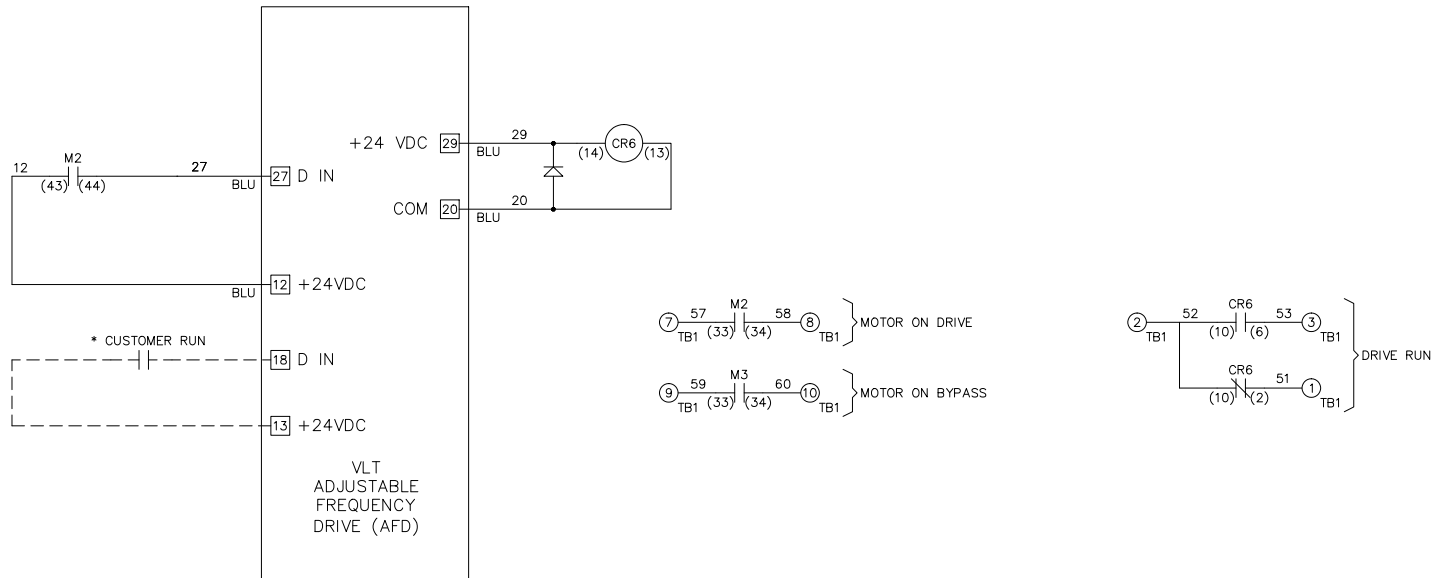 +24 VDC 29 29 BLU (14) CR6 (13)
12 M2 (43) (44) 27 BLU 27 D IN
COM 20 20 BLU
BLU 12 +24VDC
* CUSTOMER RUN 18 D IN
13 +24VDC
VLT
ADJUSTABLE
FREQUENCY
DRIVE (AFD)
7 TB1 57 M2 (33) (34) 58 8 TB1 MOTOR ON DRIVE
9 TB1 59 M3 (33) (34) 60 10 TB1 MOTOR ON BYPASS
2 TB1 52 CR6 (10) (6) 53 3 TB1
DRIVE RUN
CR6 (10) (2) 51 1 TB1